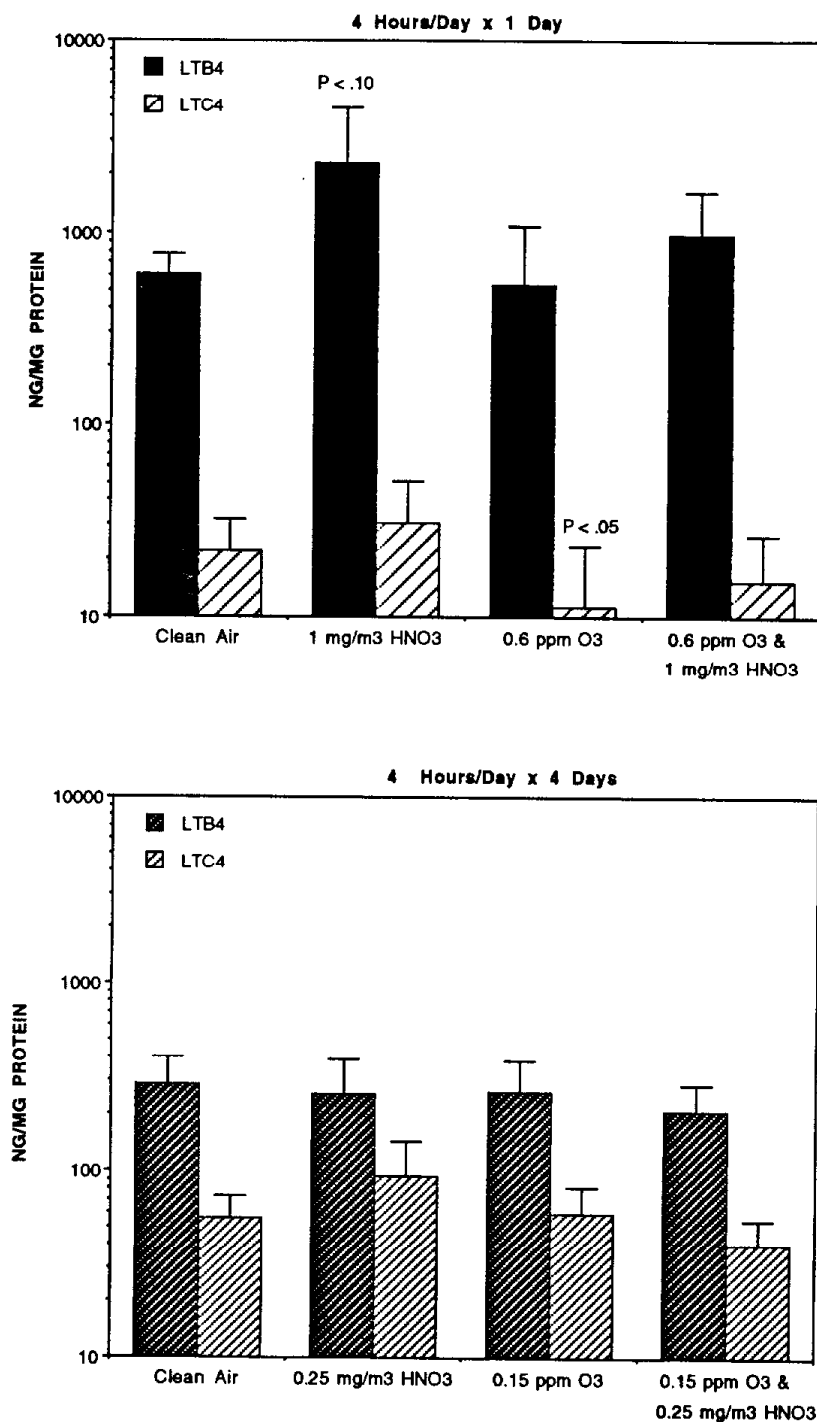 4 Hours/Day x 1 Day
10000
LTB4
LTC4
P < .10
1000
NG/MG PROTEIN
100
P < .05
10
Clean Air
1 mg/m3 HNO3
0.6 ppm O3
0.6 ppm O3 &
1 mg/m3 HNO3
4 Hours/Day x 4 Days
10000
LTB4
LTC4
1000
NG/MG PROTEIN
100
10
Clean Air
0.25 mg/m3 HNO3
0.15 ppm O3
0.15 ppm O3 &
0.25 mg/m3 HNO3